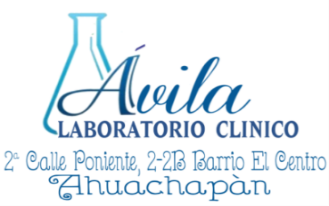 Ávila
LABORATORIO CLINICO
2ª Calle Poniente, 2-2B Barrio El Centro
Ahuachapàn